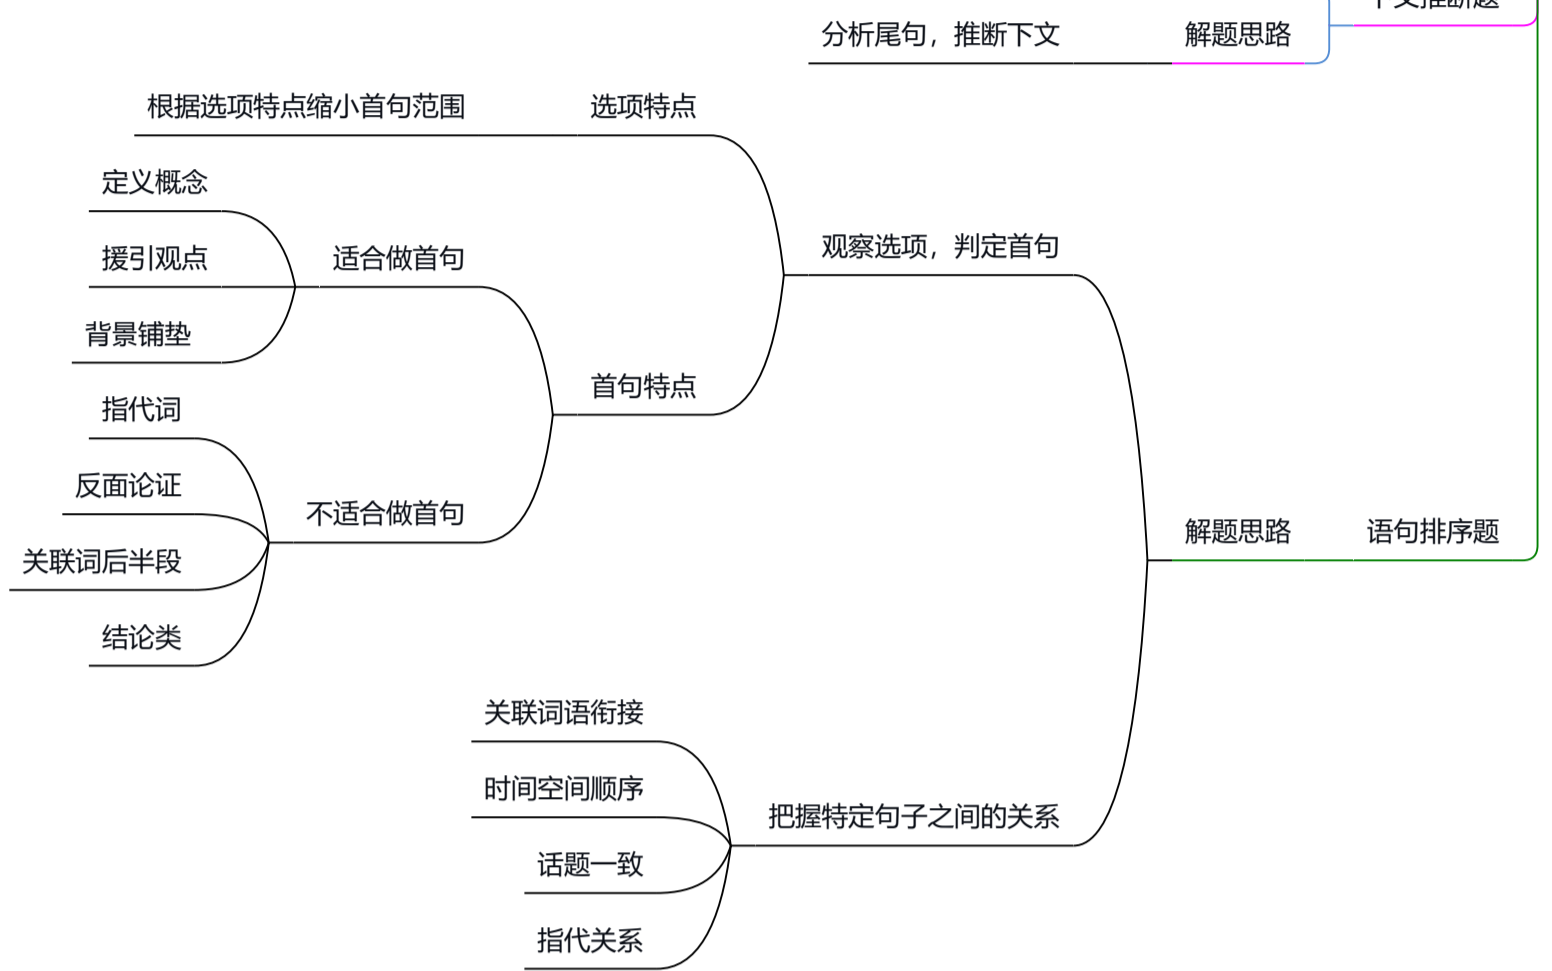 分析尾句，推断下文
解题思路
根据选项特点缩小首句范围
选项特点
定义概念
援引观点
背景铺垫
适合做首句
观察选项，判定首句
首句特点
指代词
反面论证
关联词后半段
结论类
不适合做首句
解题思路
语句排序题
关联词语衔接
时间空间顺序
话题一致
指代关系
把握特定句子之间的关系